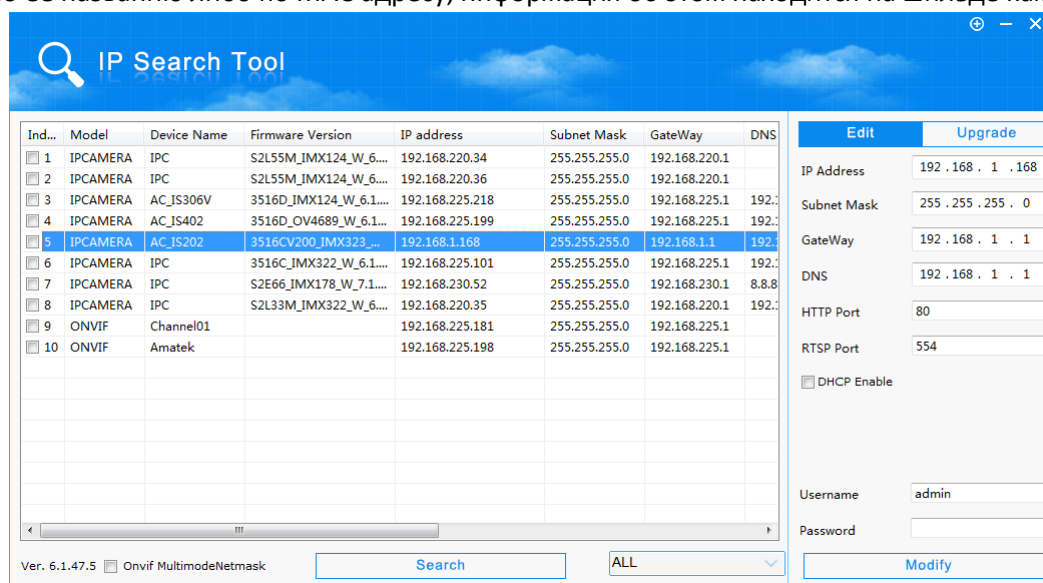 IP Search Tool
Ind... Model Device Name Firmware Version IP address Subnet Mask GateWay DNS
1 IPCAMERA IPC S2L55M_IMX124_W_6.... 192.168.220.34 255.255.255.0 192.168.220.1
2 IPCAMERA IPC S2L55M_IMX124_W_6.... 192.168.220.36 255.255.255.0 192.168.220.1
3 IPCAMERA AC_IS306V 3516D_IMX124_W_6.1.... 192.168.225.218 255.255.255.0 192.168.225.1 192.
4 IPCAMERA AC_IS402 3516D_OV4689_W_6.1... 192.168.225.199 255.255.255.0 192.168.225.1 192.
5 IPCAMERA AC_IS202 3516CV200_IMX323_... 192.168.1.168 255.255.255.0 192.168.1.1 192.
6 IPCAMERA IPC 3516C_IMX322_W_6.1.... 192.168.225.101 255.255.255.0 192.168.225.1 192.
7 IPCAMERA IPC S2E66_IMX178_W_7.1.... 192.168.230.52 255.255.255.0 192.168.230.1 8.8.8
8 IPCAMERA IPC S2L33M_IMX322_W_6.... 192.168.220.35 255.255.255.0 192.168.220.1 192.
9 ONVIF Channel01 192.168.225.181 255.255.255.0 192.168.225.1
10 ONVIF Amatek 192.168.225.198 255.255.255.0 192.168.225.1
Edit Upgrade
IP Address 192 . 168 . 1 . 168
Subnet Mask 255 . 255 . 255 . 0
GateWay 192 . 168 . 1 . 1
DNS 192 . 168 . 1 . 1
HTTP Port 80
RTSP Port 554
DHCP Enable
Username admin
Password
Ver. 6.1.47.5 Onvif MultimodeNetmask Search ALL Modify